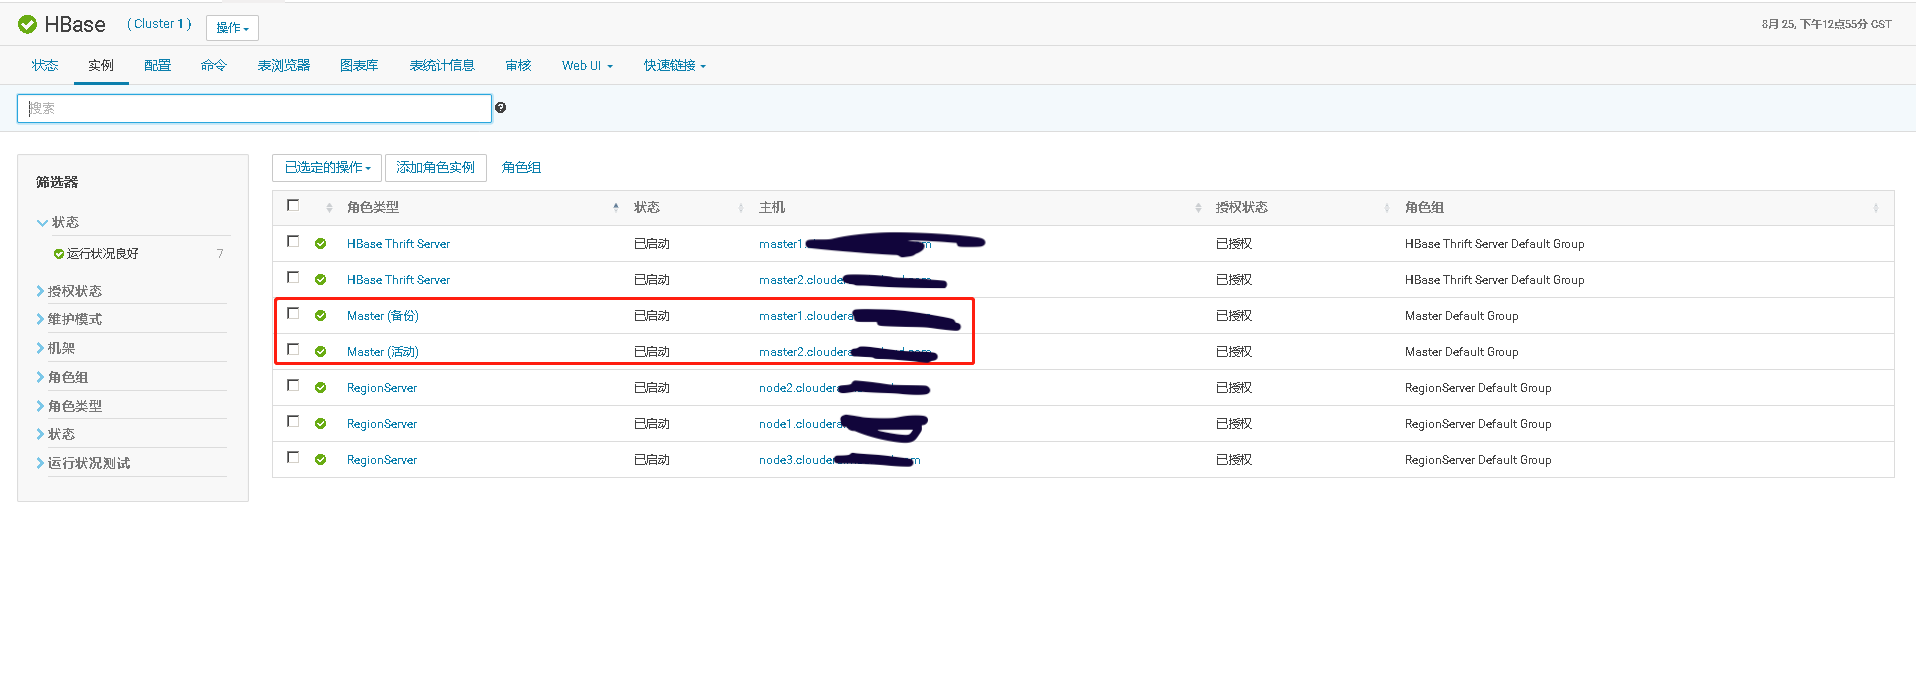 HBase ( Cluster 1 ) 操作 8月 25, 下午12点55分 CST
状态 实例 配置 命令 表浏览器 图表库 表统计信息 审核 Web UI 快速链接
搜索
筛选器
状态
运行状况良好 7
授权状态
维护模式
机架
角色组
角色类型
状态
运行状况测试
已选定的操作 添加角色实例 角色组
角色类型 状态 主机 授权状态 角色组
HBase Thrift Server 已启动 master1 已授权 HBase Thrift Server Default Group
HBase Thrift Server 已启动 master2.cloude 已授权 HBase Thrift Server Default Group
Master (备份) 已启动 master1.cloudera 已授权 Master Default Group
Master (活动) 已启动 master2.cloudera 已授权 Master Default Group
RegionServer 已启动 node2.cloudera 已授权 RegionServer Default Group
RegionServer 已启动 node1.cloudera 已授权 RegionServer Default Group
RegionServer 已启动 node3.cloude 已授权 RegionServer Default Group